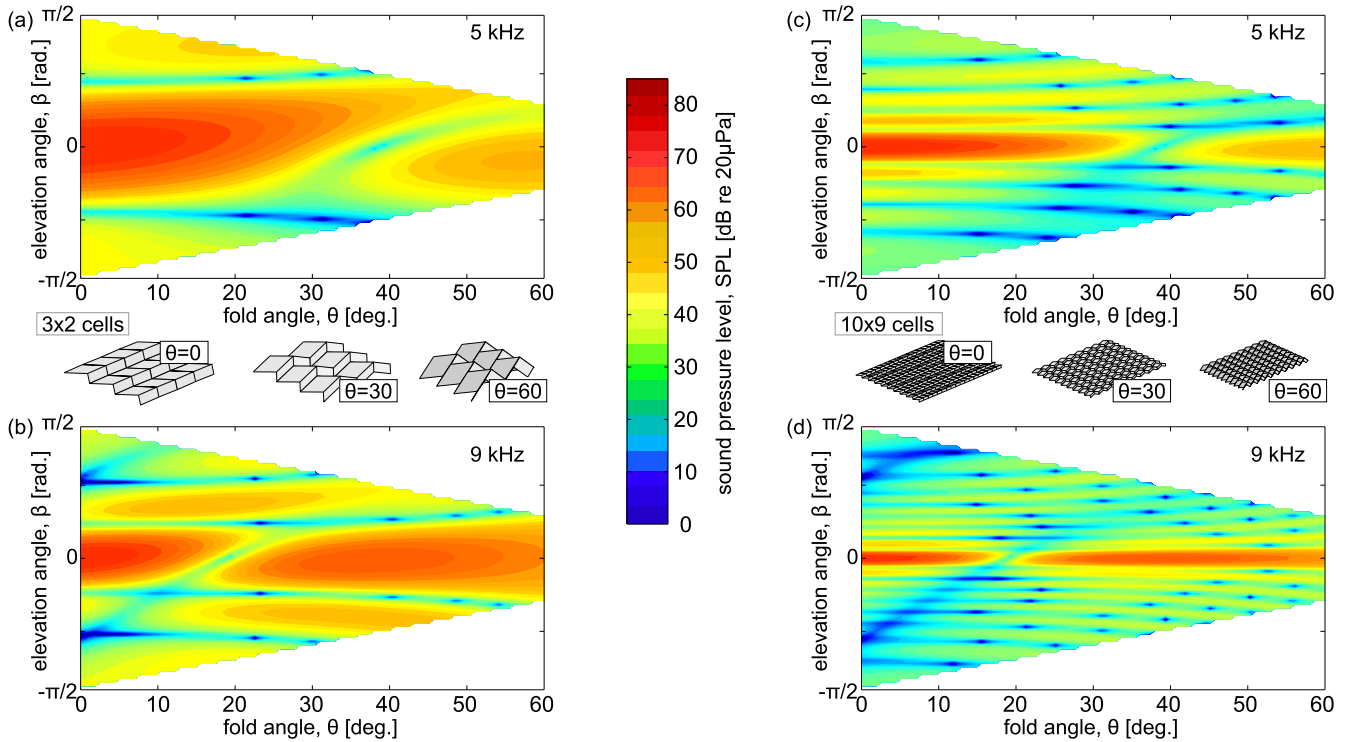 (a)
5 kHz
elevation angle, β [rad.]
π/2
0
-π/2
0 10 20 30 40 50 60
fold angle, θ [deg.]
3x2 cells
θ=0
θ=30
θ=60
(b)
9 kHz
elevation angle, β [rad.]
π/2
0
-π/2
0 10 20 30 40 50 60
fold angle, θ [deg.]
80
70
60
50
40
30
20
10
0
sound pressure level, SPL [dB re 20μPa]
(c)
5 kHz
elevation angle, β [rad.]
π/2
0
-π/2
0 10 20 30 40 50 60
fold angle, θ [deg.]
10x9 cells
θ=0
θ=30
θ=60
(d)
9 kHz
elevation angle, β [rad.]
π/2
0
-π/2
0 10 20 30 40 50 60
fold angle, θ [deg.]